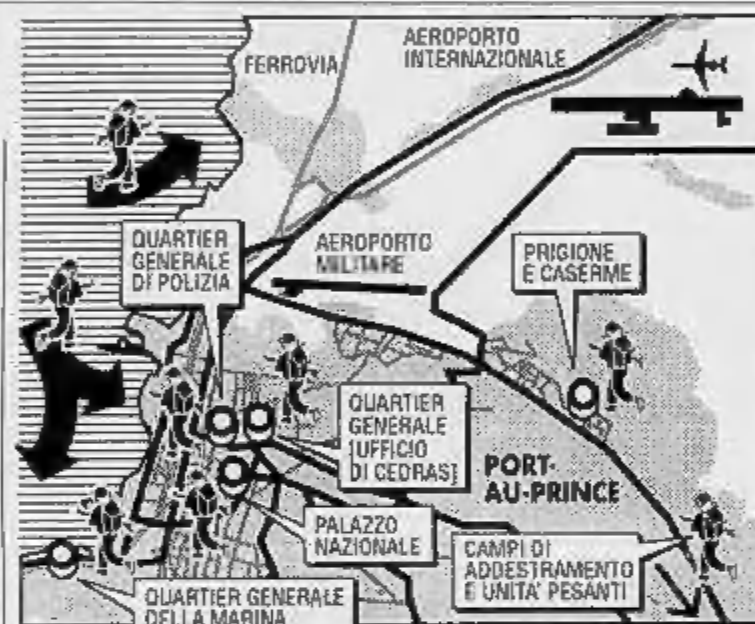 FERROVIA
AEROPORTO
INTERNAZIONALE
QUARTIER
GENERALE
DI POLIZIA
AEROPORTO
MILITARE
PRIGIONE
E CASERME
QUARTIER
GENERALE
[UFFICIO
DI CEDRAS]
PORT-
AU-PRINCE
PALAZZO
NAZIONALE
CAMPI DI
ADDESTRAMENTO
E UNITA' PESANTI
QUARTIER GENERALE
DELLA MARINA